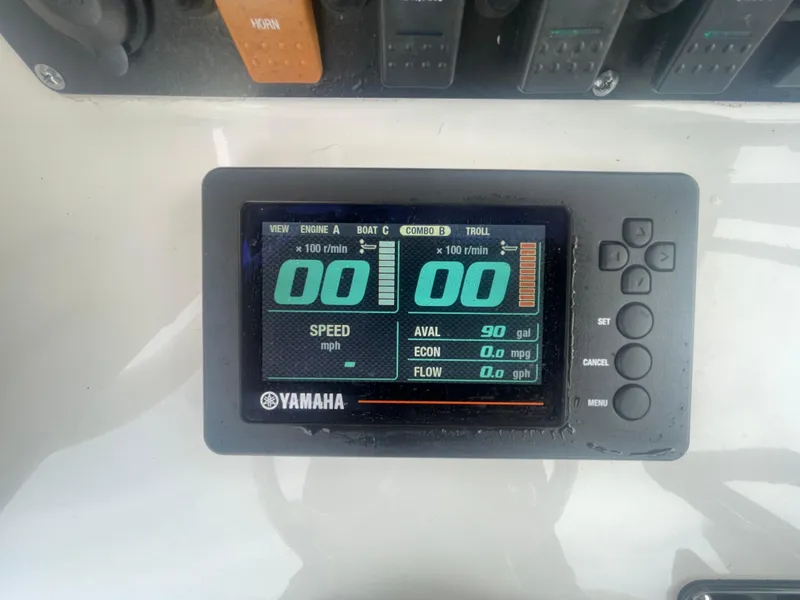 HORN
VIEW ENGINE A BOAT C COMBO B TROLL
× 100 r/min × 100 r/min
00 00
SPEED
mph
-
AVAL 90 gal
ECON 0.0 mpg
FLOW 0.0 gph
YAMAHA
SET
CANCEL
MENU